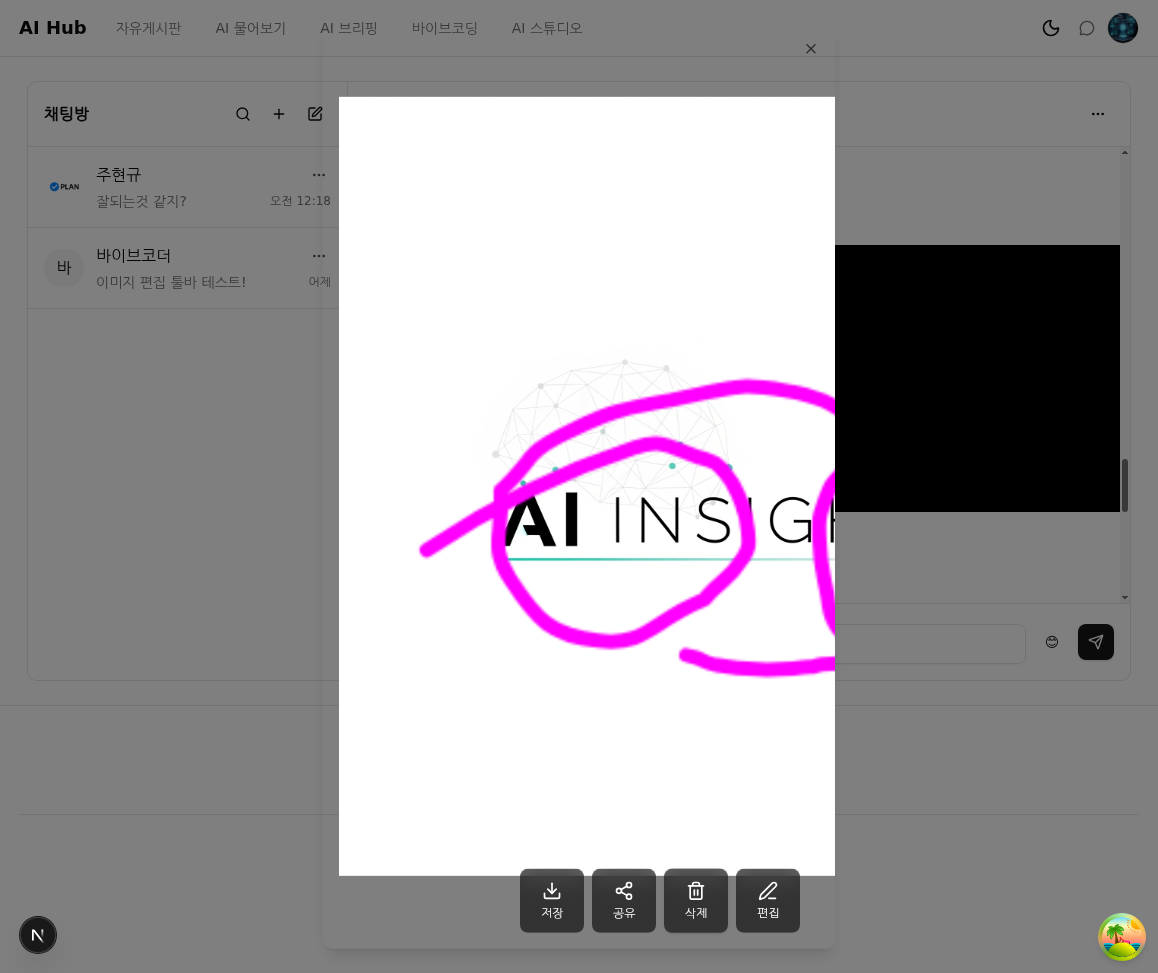 AI Hub
자유게시판
AI 물어보기
AI 브리핑
바이브코딩
AI 스튜디오
채팅방
PLAN
주현규
잘되는것 같지?
오전 12:18
바
바이브코더
이미지 편집 툴바 테스트!
어제
AI INSIGH
저장
공유
삭제
편집
N